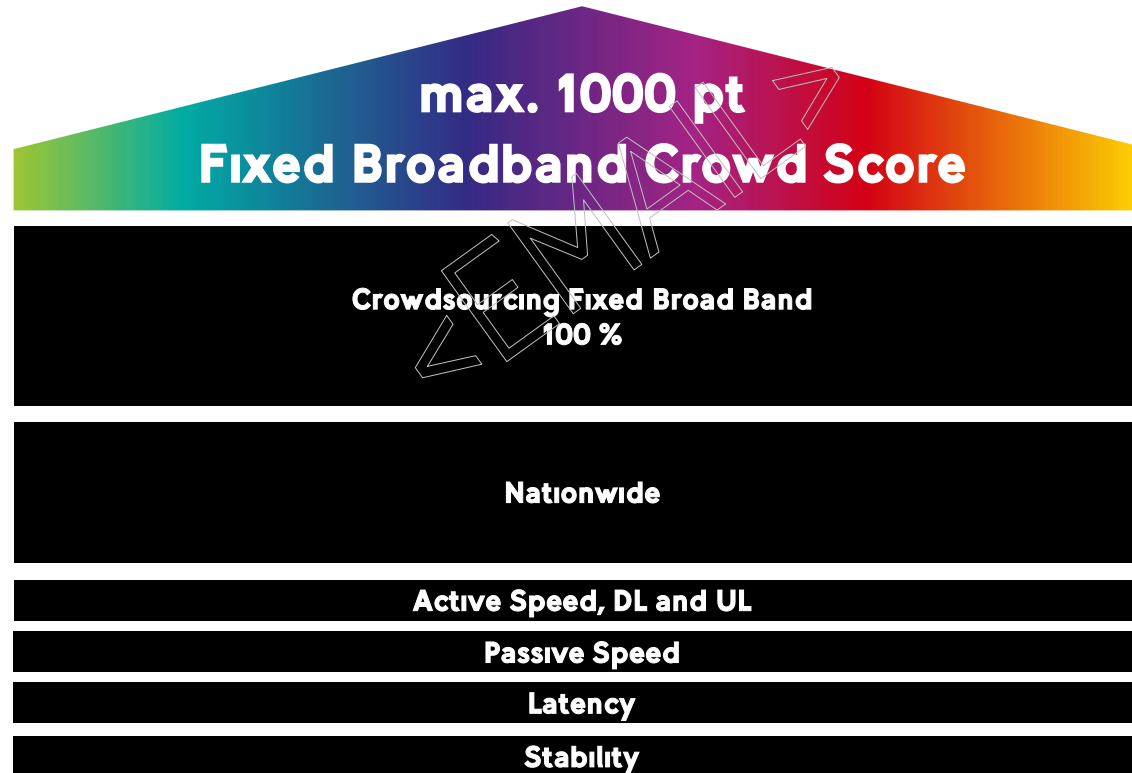 max. 1000 pt
Fixed Broadband Crowd Score
Crowdsourcing Fixed Broad Band
100 %
Nationwide
Active Speed, DL and UL
Passive Speed
Latency
Stability
<EMAIL>